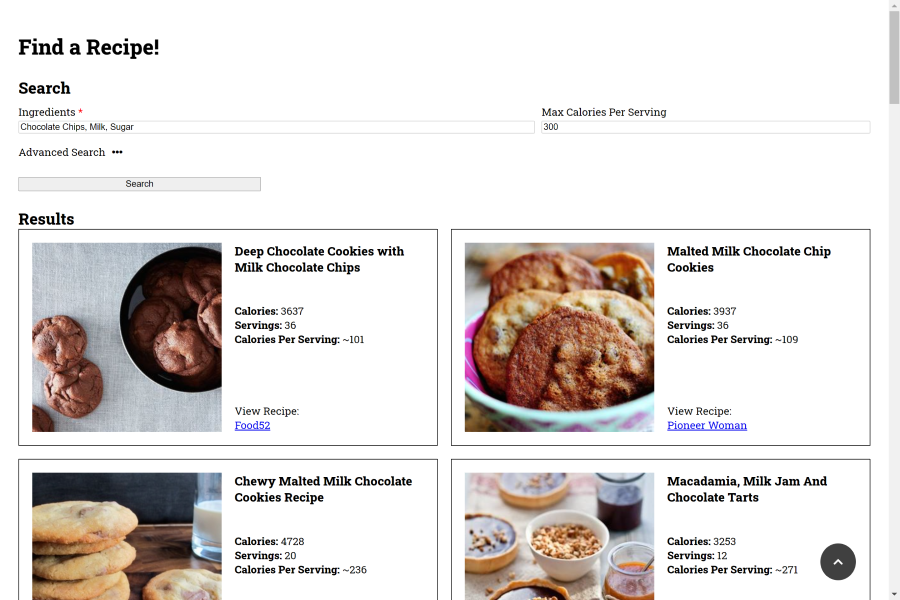 Find a Recipe!
Search
Ingredients *
Max Calories Per Serving
Chocolate Chips, Milk, Sugar
300
Advanced Search •••
Search
Results
Deep Chocolate Cookies with
Milk Chocolate Chips
Calories: 3637
Servings: 36
Calories Per Serving: ~101
View Recipe:
Food52
Malted Milk Chocolate Chip
Cookies
Calories: 3937
Servings: 36
Calories Per Serving: ~109
View Recipe:
Pioneer Woman
Chewy Malted Milk Chocolate
Cookies Recipe
Calories: 4728
Servings: 20
Calories Per Serving: ~236
Macadamia, Milk Jam And
Chocolate Tarts
Calories: 3253
Servings: 12
Calories Per Serving: ~271